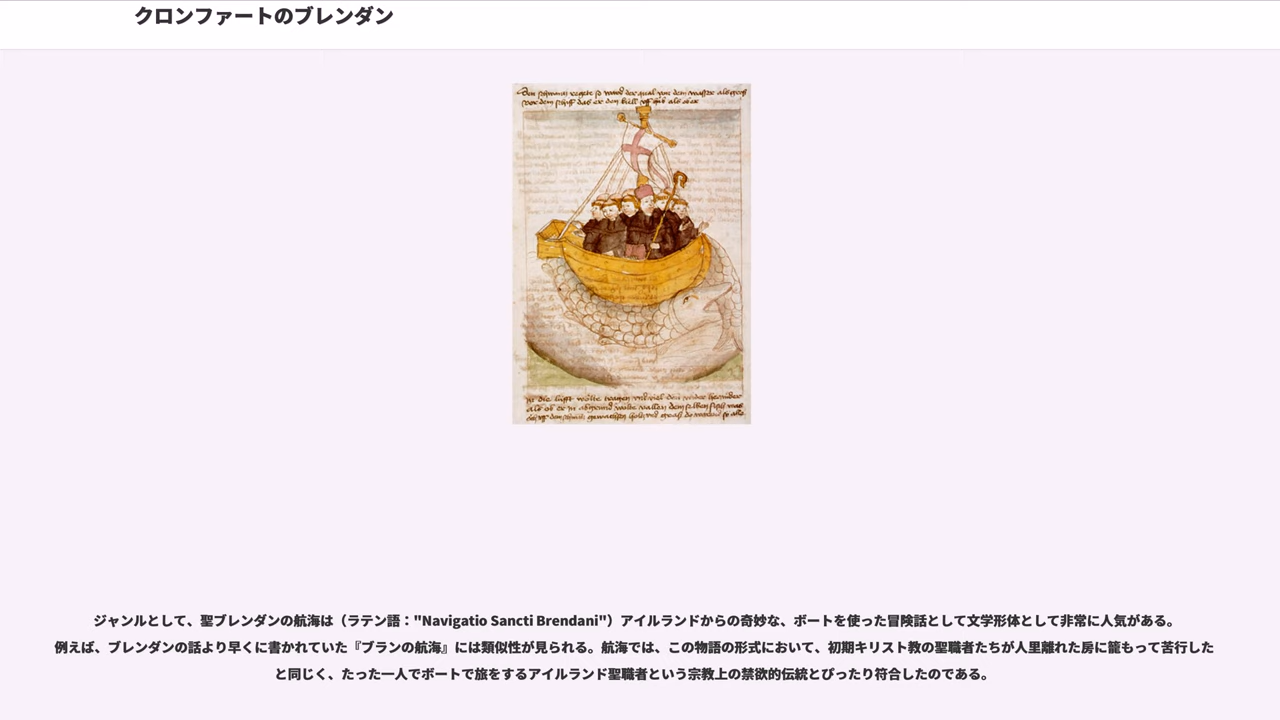 クロンファートのブレンダン
ジャンルとして、聖ブレンダンの航海は（ラテン語："Navigatio Sancti Brendani"）アイルランドからの奇妙な、ボートを使った冒険話として文学形体として非常に人気がある。
例えば、ブレンダンの話より早くに書かれていた『ブランの航海』には類似性が見られる。航海では、この物語の形式において、初期キリスト教の聖職者たちが人里離れた房に籠もって苦行した
と同じく、たった一人でボートで旅をするアイルランド聖職者という宗教上の禁欲的伝統とぴったり符合したのである。